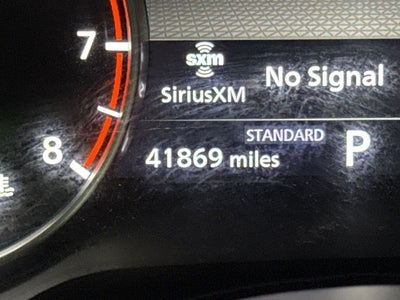 7
sxm
SiriusXM
No Signal
STANDARD
8
41869 miles
P